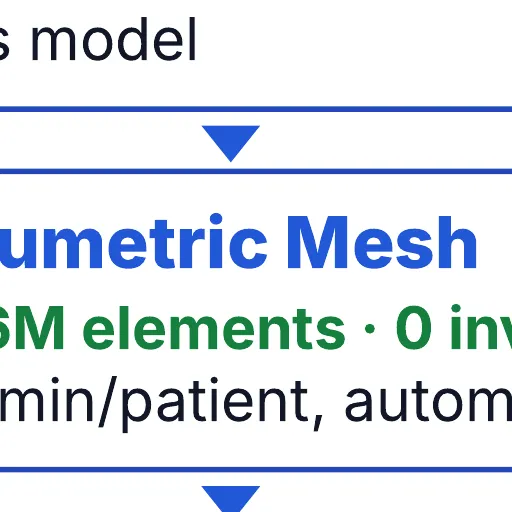 s model
umetric Mesh
6M elements · 0 inv
min/patient, autom